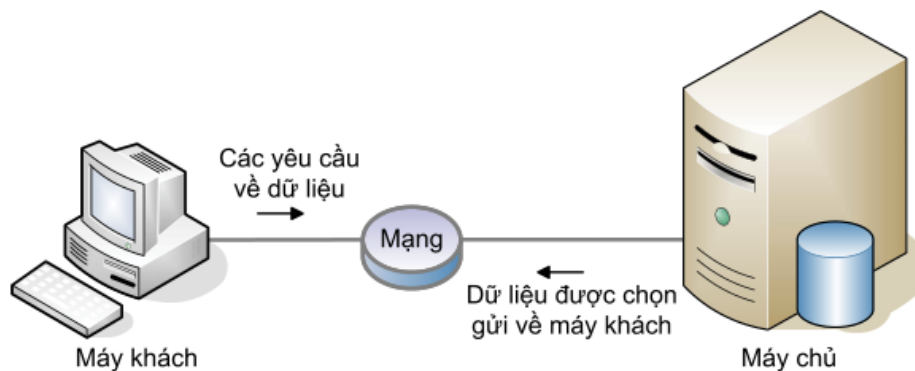 Các yêu cầu
về dữ liệu
Mạng
Dữ liệu được chọn
gửi về máy khách
Máy khách
Máy chủ